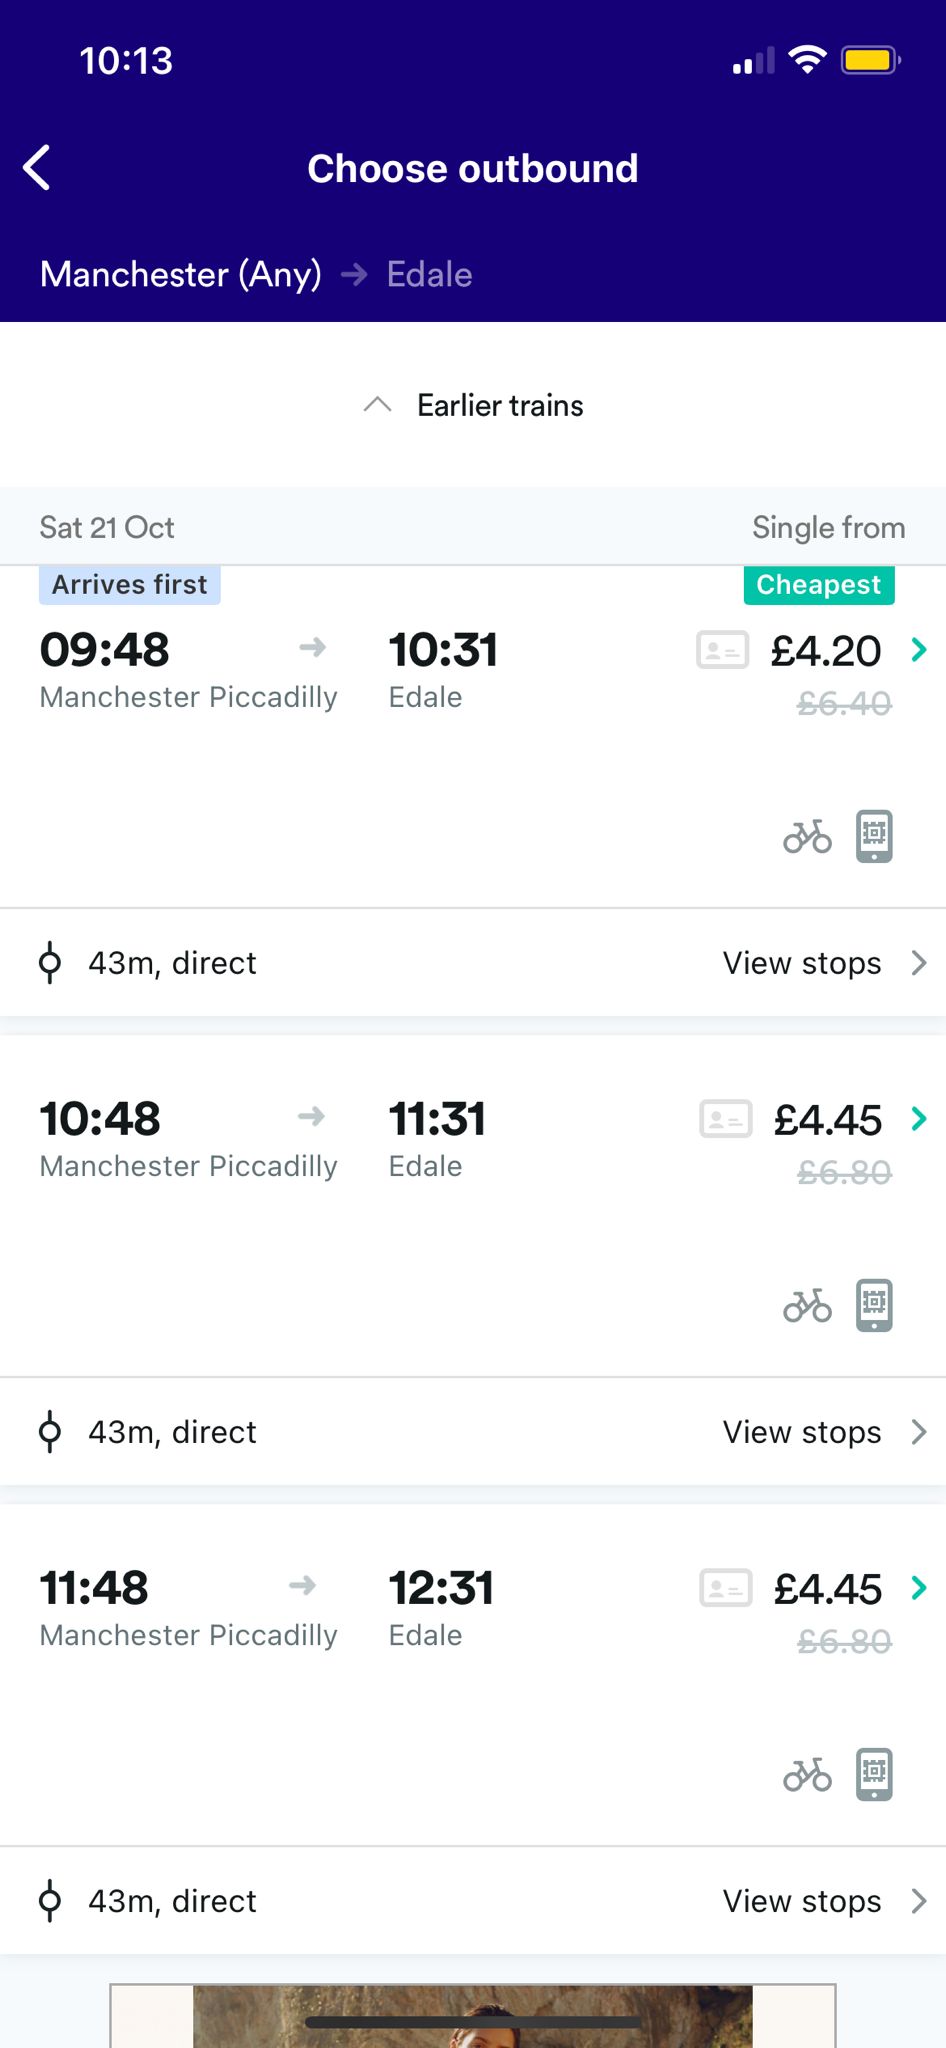 10:13
Choose outbound
Manchester (Any) → Edale
Earlier trains
Sat 21 Oct Single from
Arrives first Cheapest
09:48 → 10:31 £4.20
Manchester Piccadilly Edale £6.40
43m, direct View stops
10:48 → 11:31 £4.45
Manchester Piccadilly Edale £6.80
43m, direct View stops
11:48 → 12:31 £4.45
Manchester Piccadilly Edale £6.80
43m, direct View stops